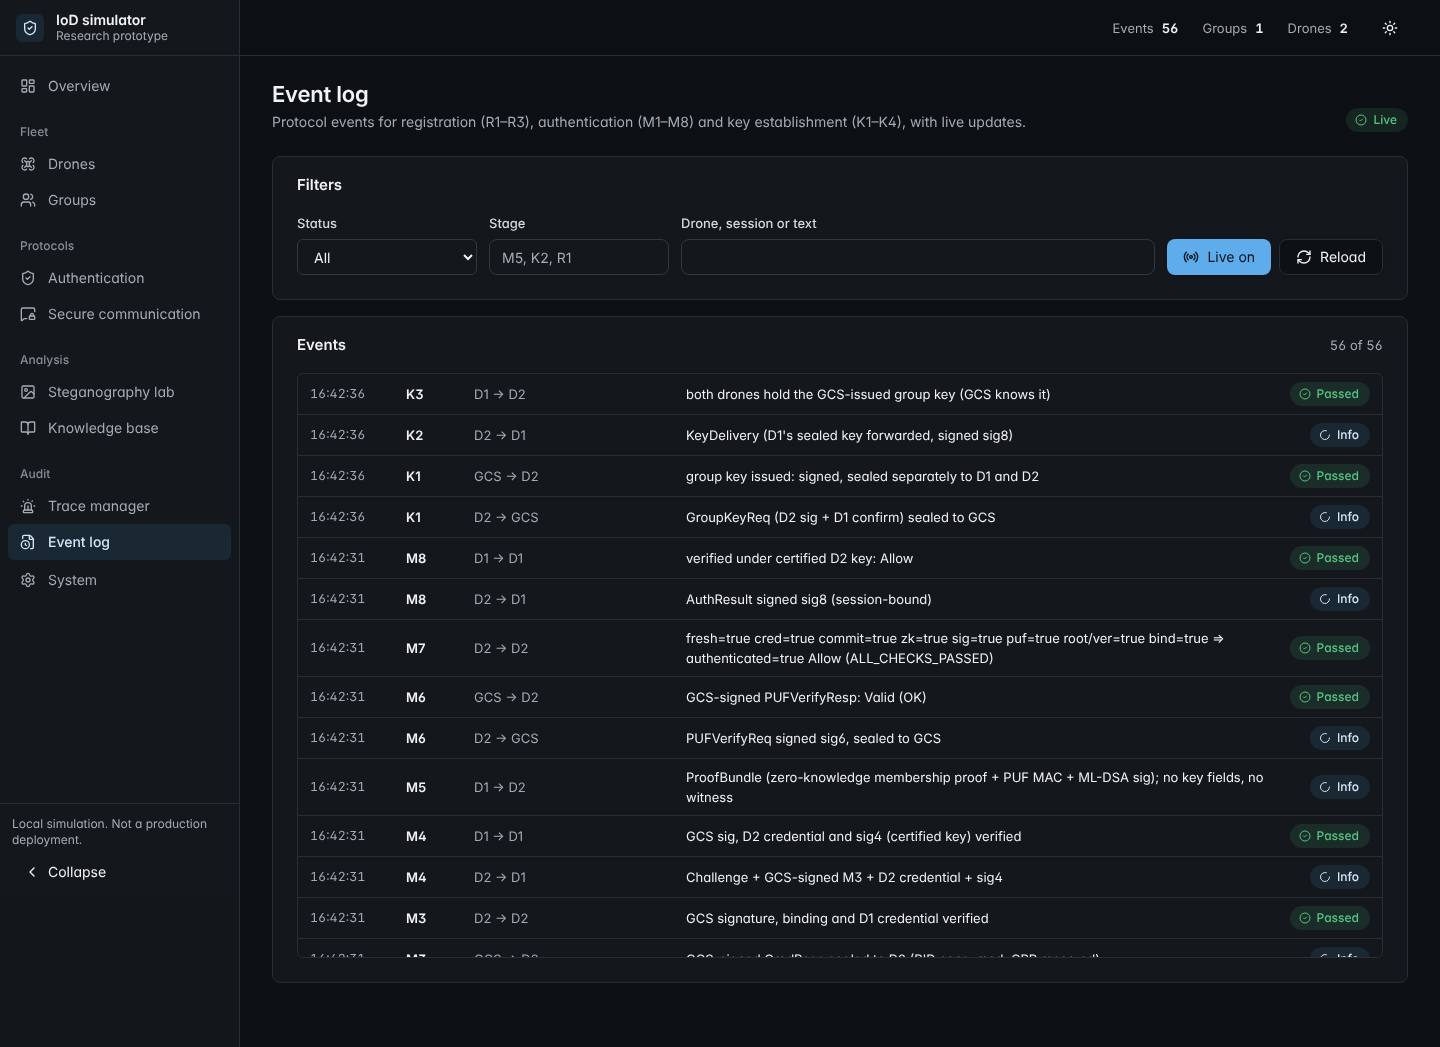 IoD simulator
Research prototype
Events 56 Groups 1 Drones 2
Overview
Fleet
Drones
Groups
Protocols
Authentication
Secure communication
Analysis
Steganography lab
Knowledge base
Audit
Trace manager
Event log
System
Local simulation. Not a production
deployment.
Collapse
Event log
Protocol events for registration (R1–R3), authentication (M1–M8) and key establishment (K1–K4), with live updates.
Live
Filters
Status Stage Drone, session or text
All M5, K2, R1 Live on Reload
Events 56 of 56
16:42:36 K3 D1 → D2 both drones hold the GCS-issued group key (GCS knows it) Passed
16:42:36 K2 D2 → D1 KeyDelivery (D1's sealed key forwarded, signed sig8) Info
16:42:36 K1 GCS → D2 group key issued: signed, sealed separately to D1 and D2 Passed
16:42:36 K1 D2 → GCS GroupKeyReq (D2 sig + D1 confirm) sealed to GCS Info
16:42:31 M8 D1 → D1 verified under certified D2 key: Allow Passed
16:42:31 M8 D2 → D1 AuthResult signed sig8 (session-bound) Info
16:42:31 M7 D2 → D2 fresh=true cred=true commit=true zk=true sig=true puf=true root/ver=true bind=true ⇒
authenticated=true Allow (ALL_CHECKS_PASSED) Passed
16:42:31 M6 GCS → D2 GCS-signed PUFVerifyResp: Valid (OK) Passed
16:42:31 M6 D2 → GCS PUFVerifyReq signed sig6, sealed to GCS Info
16:42:31 M5 D1 → D2 ProofBundle (zero-knowledge membership proof + PUF MAC + ML-DSA sig); no key fields, no
witness Info
16:42:31 M4 D1 → D1 GCS sig, D2 credential and sig4 (certified key) verified Passed
16:42:31 M4 D2 → D1 Challenge + GCS-signed M3 + D2 credential + sig4 Info
16:42:31 M3 D2 → D2 GCS signature, binding and D1 credential verified Passed